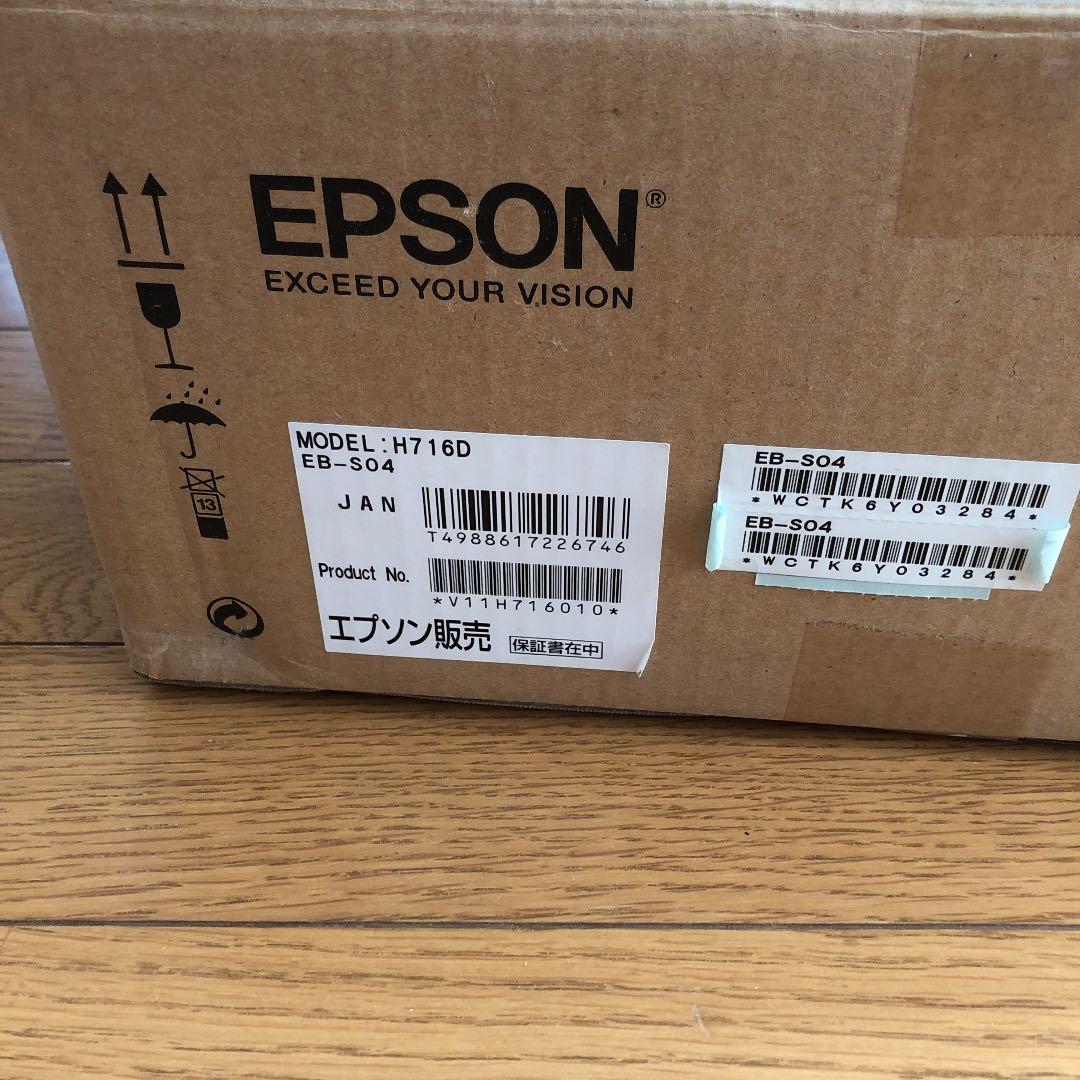 EPSON®
EXCEED YOUR VISION
13
MODEL:H716D
EB-S04
JAN
T4988617226746
Product No.
*V11H716010*
エプソン販売 保証書在中
EB-S04
*WCTK6Y03284*
EB-S04
*WCTK6Y03284*